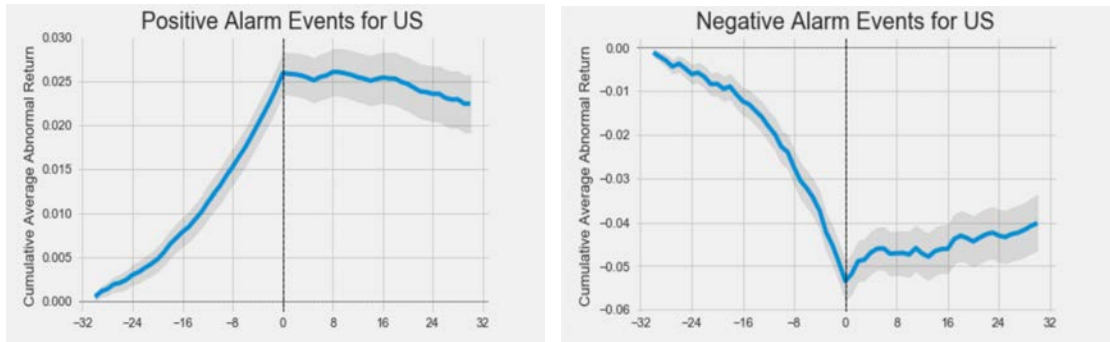 Positive Alarm Events for US
Cumulative Average Abnormal Return
0.030
0.025
0.020
0.015
0.010
0.005
0.000
−32 −24 −16 −8 0 8 16 24 32
Negative Alarm Events for US
Cumulative Average Abnormal Return
0.00
−0.01
−0.02
−0.03
−0.04
−0.05
−0.06
−32 −24 −16 −8 0 8 16 24 32